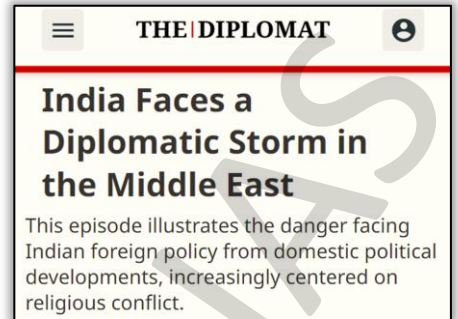 THE|DIPLOMAT
India Faces a
Diplomatic Storm in
the Middle East
This episode illustrates the danger facing
Indian foreign policy from domestic political
developments, increasingly centered on
religious conflict.
IAS